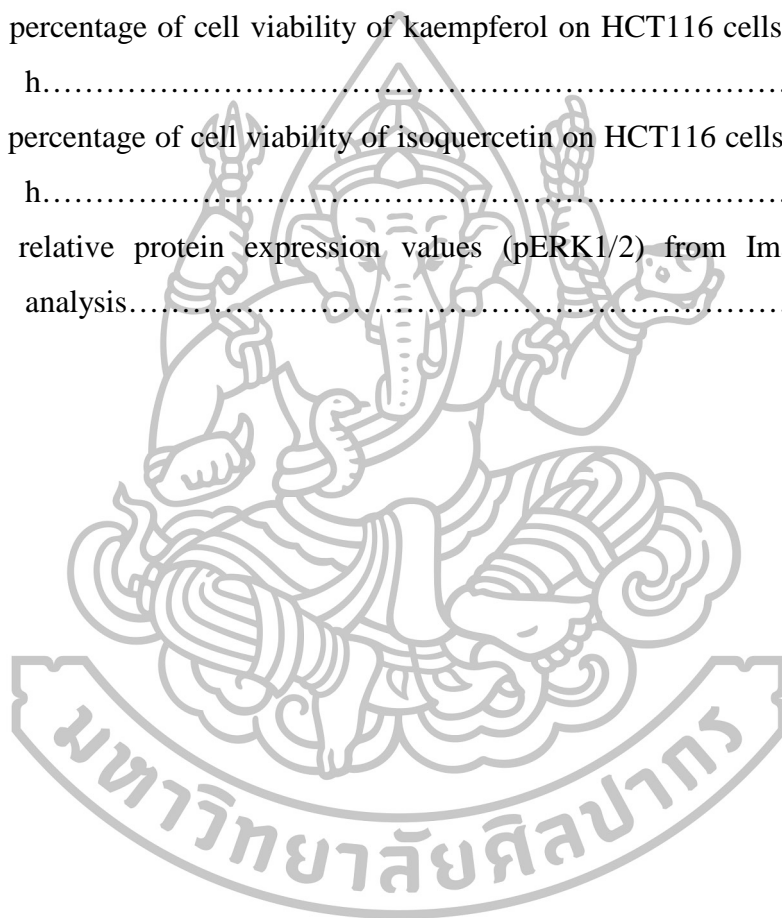 percentage of cell viability of kaempferol on HCT116 cells
h……………………………………………………………………
percentage of cell viability of isoquercetin on HCT116 cells
h……………………………………………………………………
relative protein expression values (pERK1/2) from Im
analysis……………………………………………………………
มหาวิทยาลัยศิลปากร